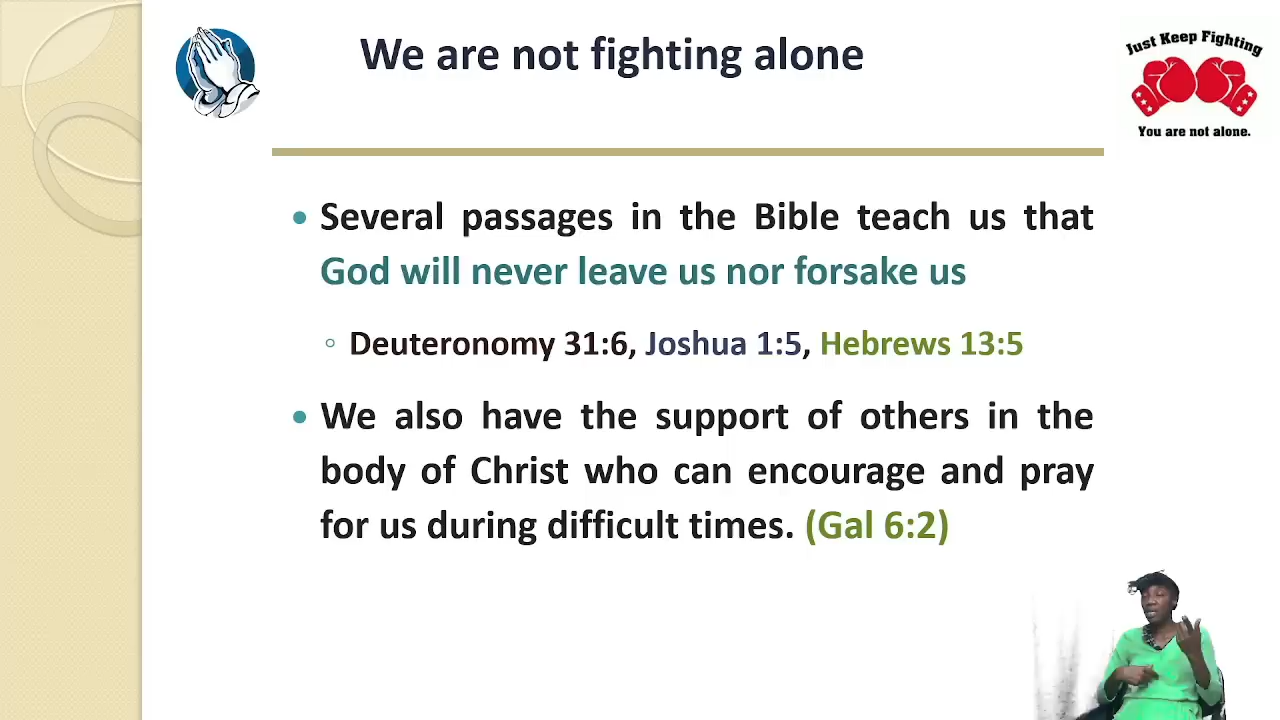 We are not fighting alone
Just Keep Fighting
You are not alone.
• Several passages in the Bible teach us that
God will never leave us nor forsake us
◦ Deuteronomy 31:6, Joshua 1:5, Hebrews 13:5
• We also have the support of others in the
body of Christ who can encourage and pray
for us during difficult times. (Gal 6:2)